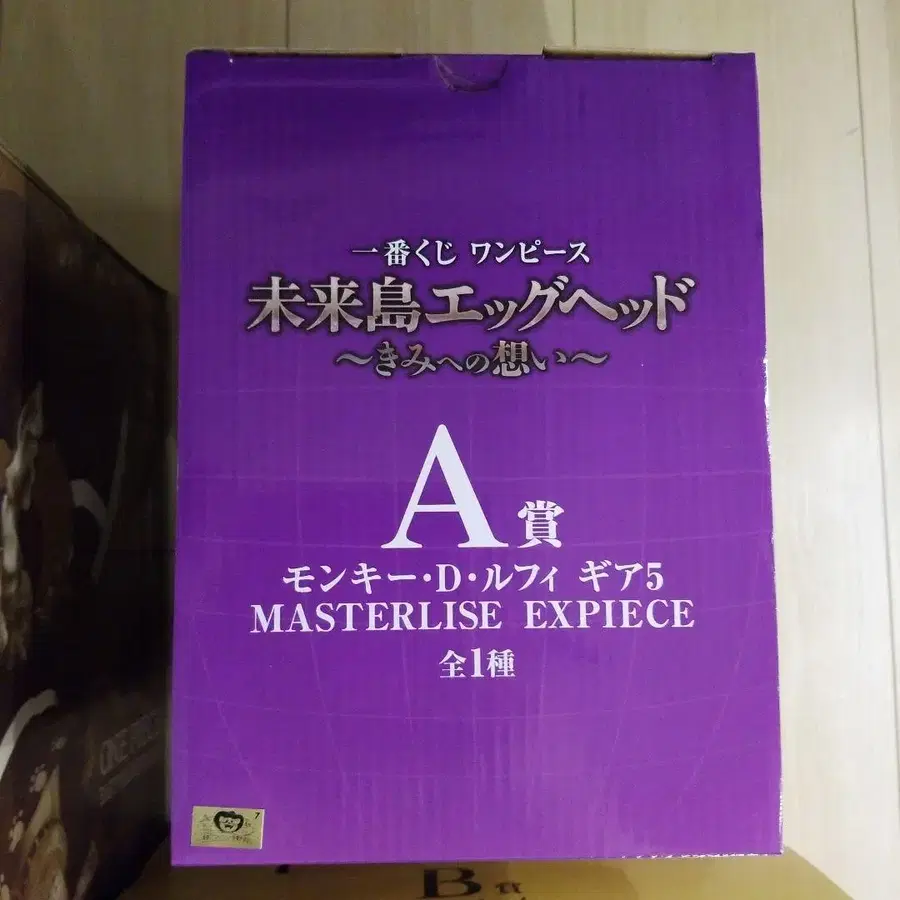 一番くじ ワンピース
未来島エッグヘッド
～きみへの想い～
A賞
モンキー・D・ルフィ ギア5
MASTERLISE EXPIECE
全1種
B賞